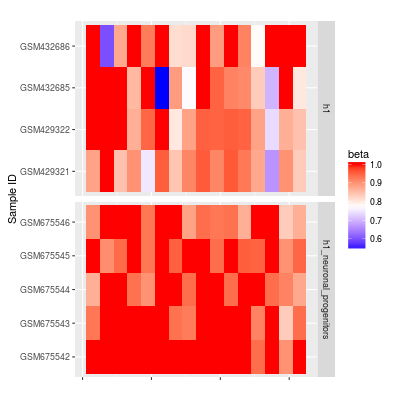 GSM432686
GSM432685
GSM429322
GSM429321
GSM675546
GSM675545
GSM675544
GSM675543
GSM675542
Sample ID
h1
h1_neuronal_progenitors
beta
1.0
0.9
0.8
0.7
0.6